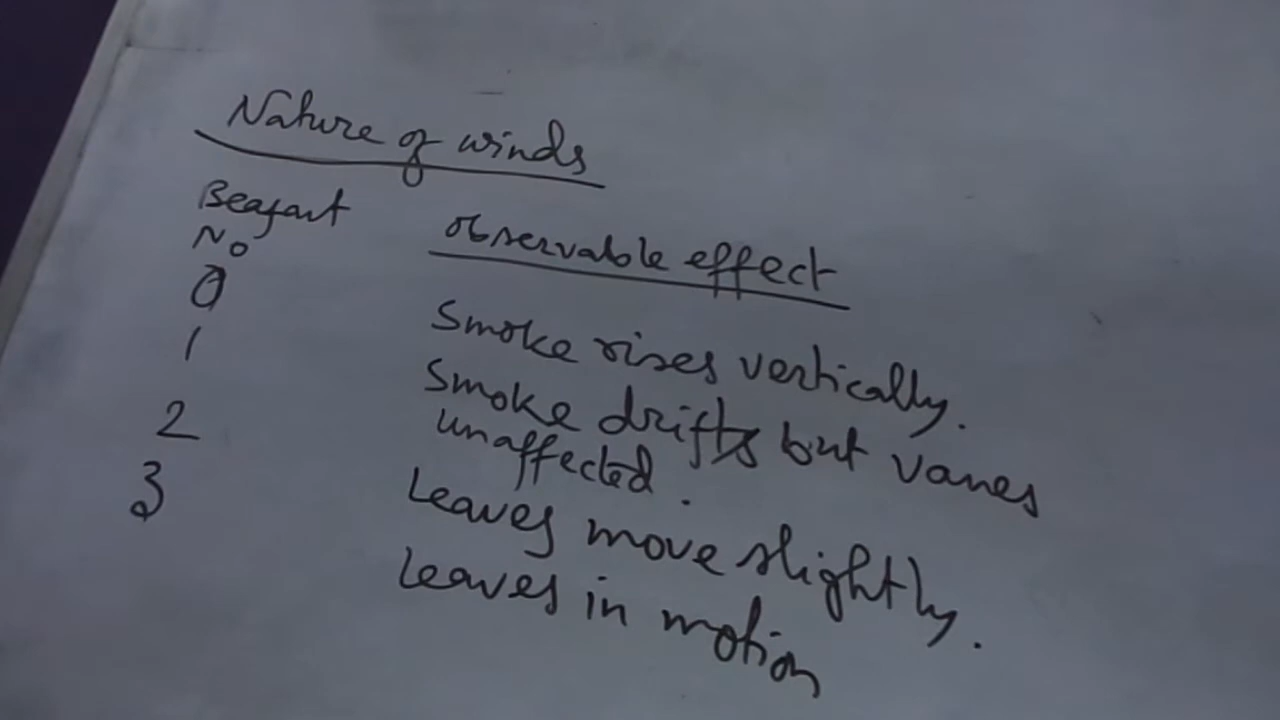 Nature of winds
Beafart observable effect
No
0 Smoke rises vertically.
1 Smoke drifts but vanes
unaffected.
2 Leaves move slightly.
3 Leaves in motion